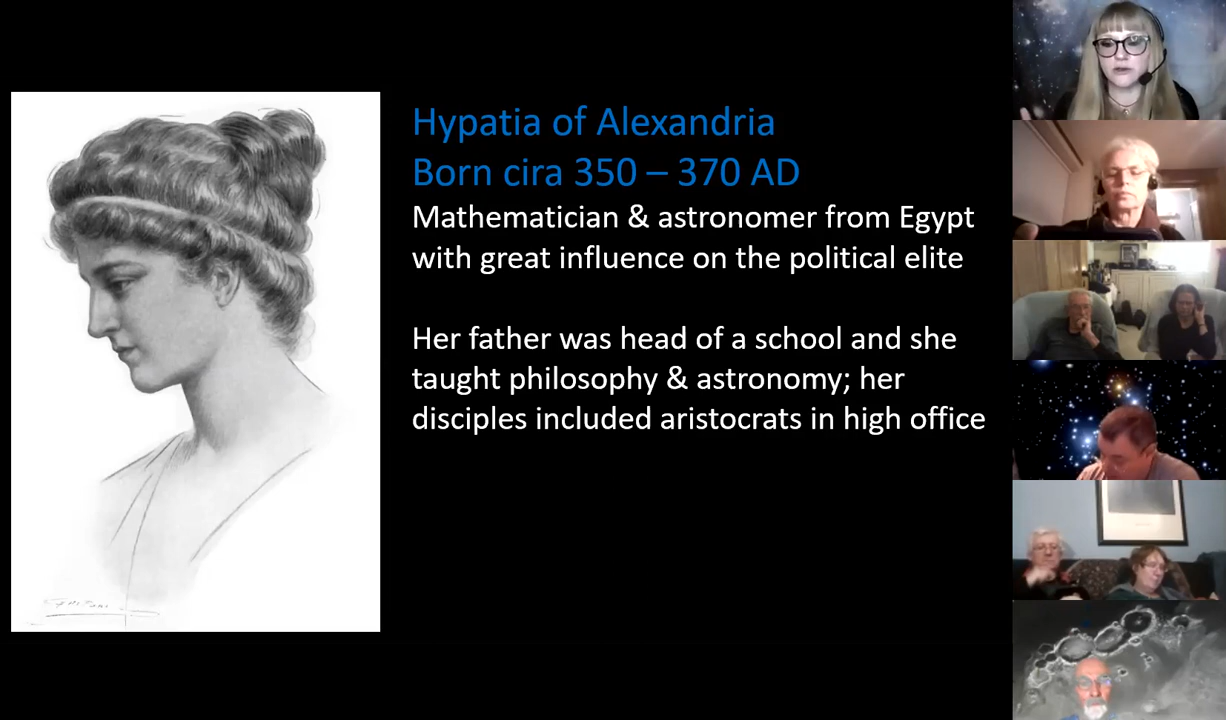 Hypatia of Alexandria
Born cira 350 – 370 AD
Mathematician & astronomer from Egypt
with great influence on the political elite
Her father was head of a school and she
taught philosophy & astronomy; her
disciples included aristocrats in high office